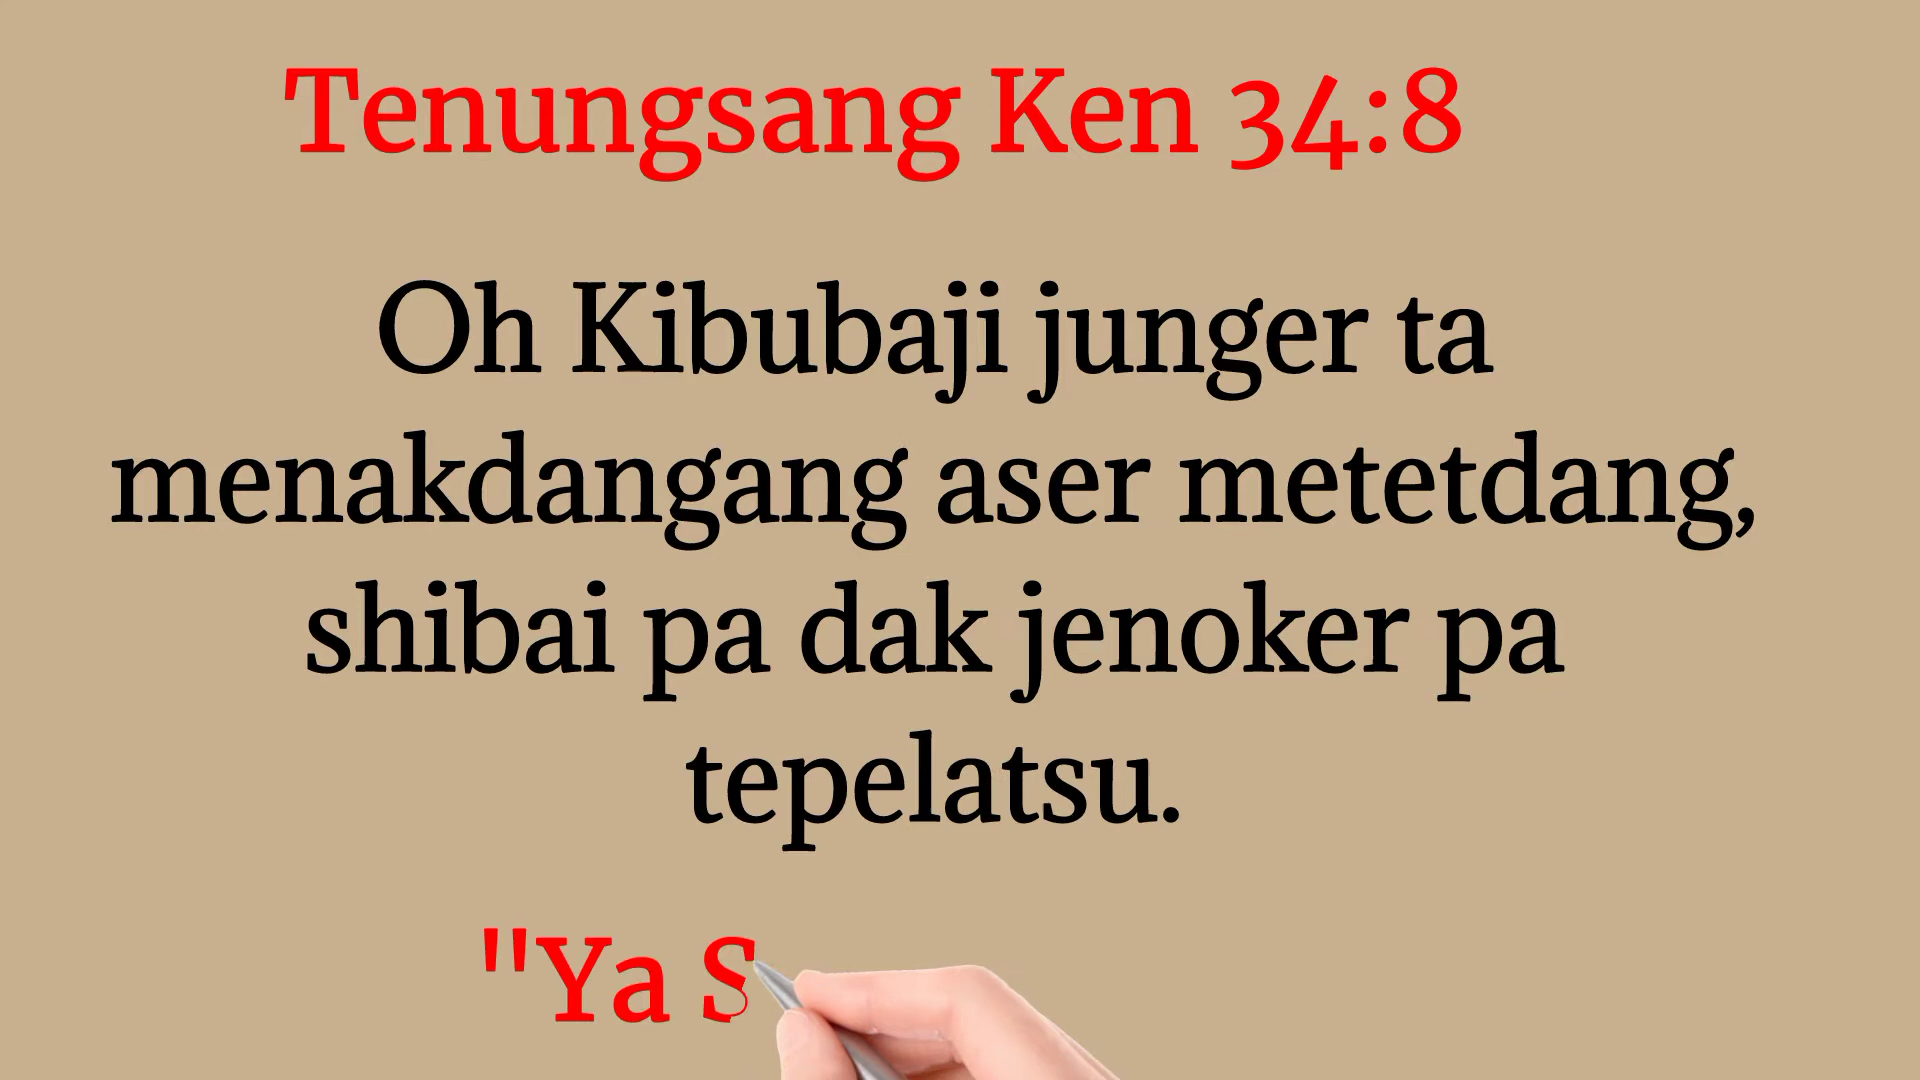 Tenungsang Ken 34:8
Oh Kibubaji junger ta
menakdangang aser metetdang,
shibai pa dak jenoker pa
tepelatsu.
"Ya S